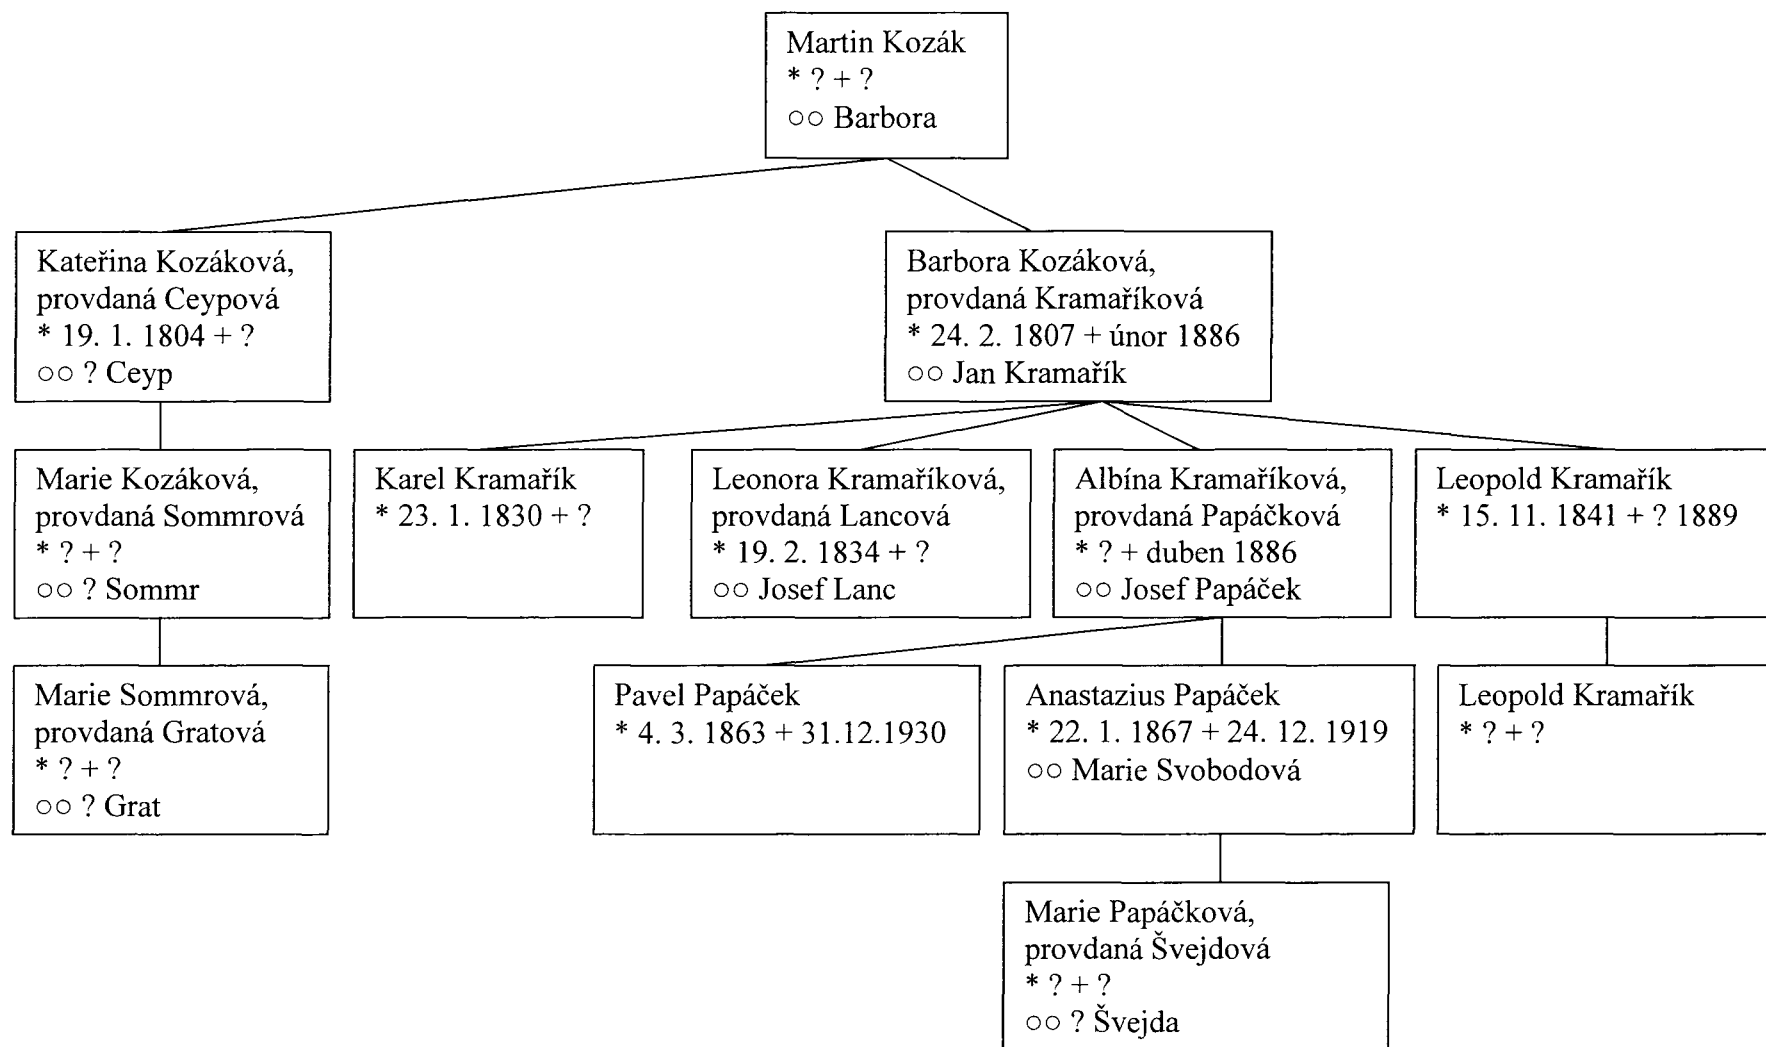 Martin Kozák
* ? + ?
○○ Barbora
Kateřina Kozáková,
provdaná Ceypová
* 19. 1. 1804 + ?
○○ ? Ceyp
Barbora Kozáková,
provdaná Kramaříková
* 24. 2. 1807 + únor 1886
○○ Jan Kramařík
Marie Kozáková,
provdaná Sommrová
* ? + ?
○○ ? Sommr
Karel Kramařík
* 23. 1. 1830 + ?
Leonora Kramaříková,
provdaná Lancová
* 19. 2. 1834 + ?
○○ Josef Lanc
Albína Kramaříková,
provdaná Papáčková
* ? + duben 1886
○○ Josef Papáček
Leopold Kramařík
* 15. 11. 1841 + ? 1889
Marie Sommrová,
provdaná Gratová
* ? + ?
○○ ? Grat
Pavel Papáček
* 4. 3. 1863 + 31.12.1930
Anastazius Papáček
* 22. 1. 1867 + 24. 12. 1919
○○ Marie Svobodová
Leopold Kramařík
* ? + ?
Marie Papáčková,
provdaná Švejdová
* ? + ?
○○ ? Švejda